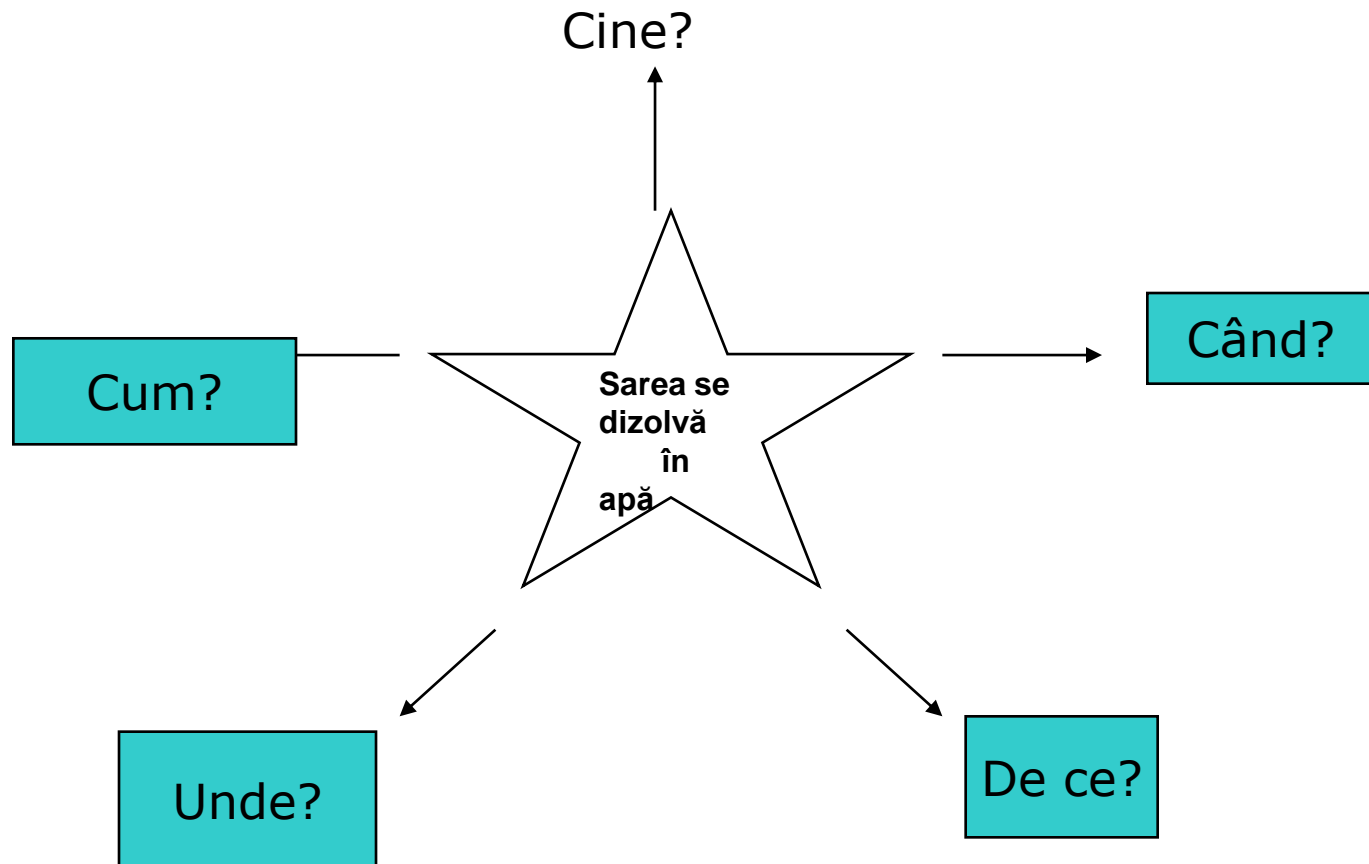 Cine?
Când?
Cum?
Sarea se
dizolvă
în
apă
Unde?
De ce?